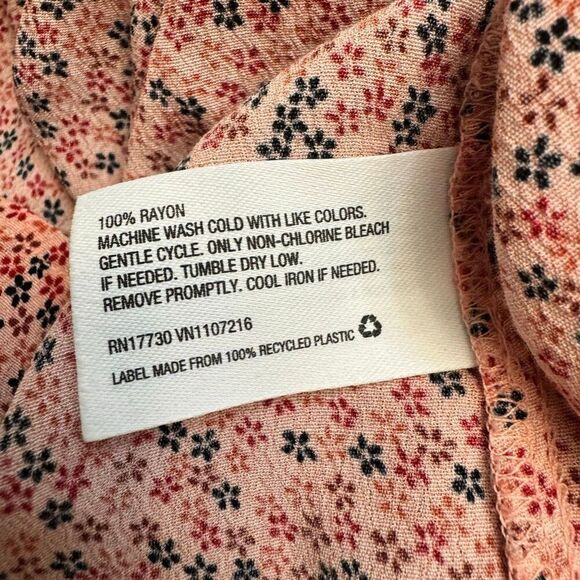 100% RAYON
MACHINE WASH COLD WITH LIKE COLORS.
GENTLE CYCLE. ONLY NON-CHLORINE BLEACH
IF NEEDED. TUMBLE DRY LOW.
REMOVE PROMPTLY. COOL IRON IF NEEDED.
RN17730 VN1107216
LABEL MADE FROM 100% RECYCLED PLASTIC